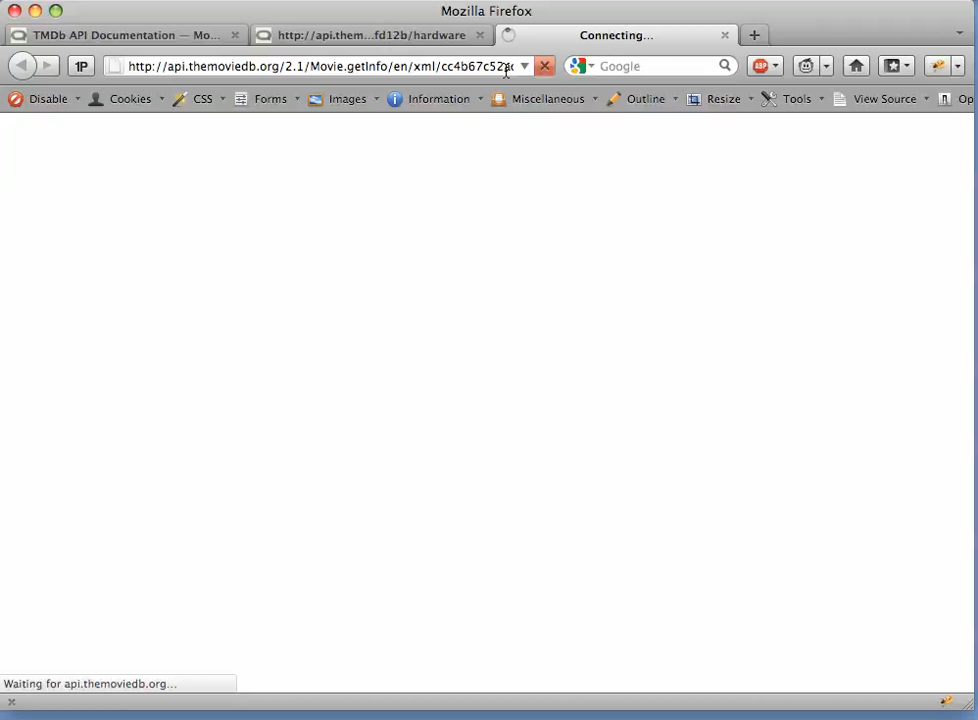 Mozilla Firefox
TMDb API Documentation — Mo...
http://api.them...fd12b/hardware
Connecting...
1P
http://api.themoviedb.org/2.1/Movie.getInfo/en/xml/cc4b67c52
Google
ABP
Disable
Cookies
CSS
Forms
Images
Information
Miscellaneous
Outline
Resize
Tools
View Source
Op
Waiting for api.themoviedb.org...